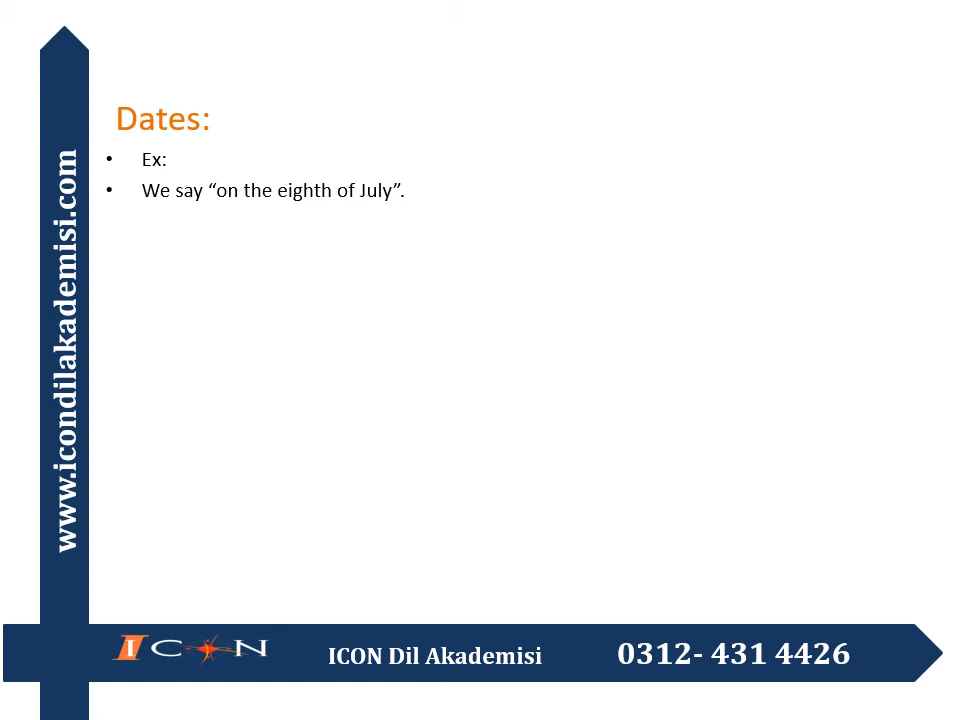 Dates:
• Ex:
• We say “on the eighth of July”.
www.icondilakademisi.com
ICON
ICON Dil Akademisi
0312- 431 4426